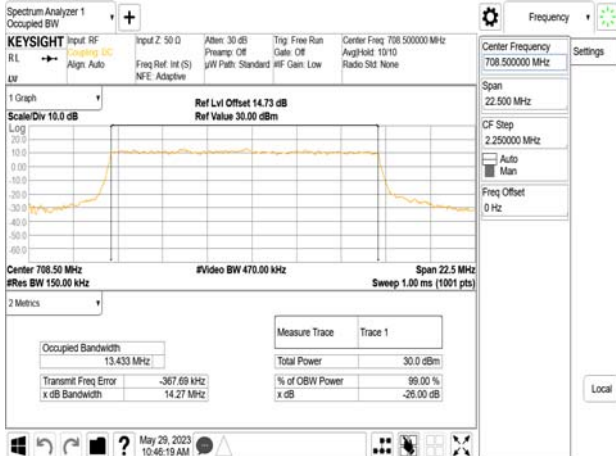 Spectrum Analyzer 1
Occupied BW
Frequency
KEYSIGHT
RL
Input: RF
Coupling: DC
Align: Auto
Input Z: 50 Ω
Freq Ref: Int (S)
NFE: Adaptive
Atten: 30 dB
Preamp: Off
µW Path: Standard
Trig: Free Run
Gate: Off
#IF Gain: Low
Center Freq: 708.500000 MHz
Avg|Hold: 10/10
Radio Std: None
Center Frequency
708.500000 MHz
Settings
Span
22.500 MHz
CF Step
2.250000 MHz
Auto
Man
Freq Offset
0 Hz
Local
1 Graph
Scale/Div 10.0 dB
Ref Lvl Offset 14.73 dB
Ref Value 30.00 dBm
Log
20.0
10.0
0.00
-10.0
-20.0
-30.0
-40.0
-50.0
-60.0
Center 708.50 MHz
#Video BW 470.00 kHz
Span 22.5 MHz
#Res BW 150.00 kHz
Sweep 1.00 ms (1001 pts)
2 Metrics
Measure Trace
Trace 1
Occupied Bandwidth
13.433 MHz
Total Power
30.0 dBm
Transmit Freq Error
-367.69 kHz
% of OBW Power
99.00 %
x dB Bandwidth
14.27 MHz
x dB
-26.00 dB
?
May 29, 2023
10:46:19 AM